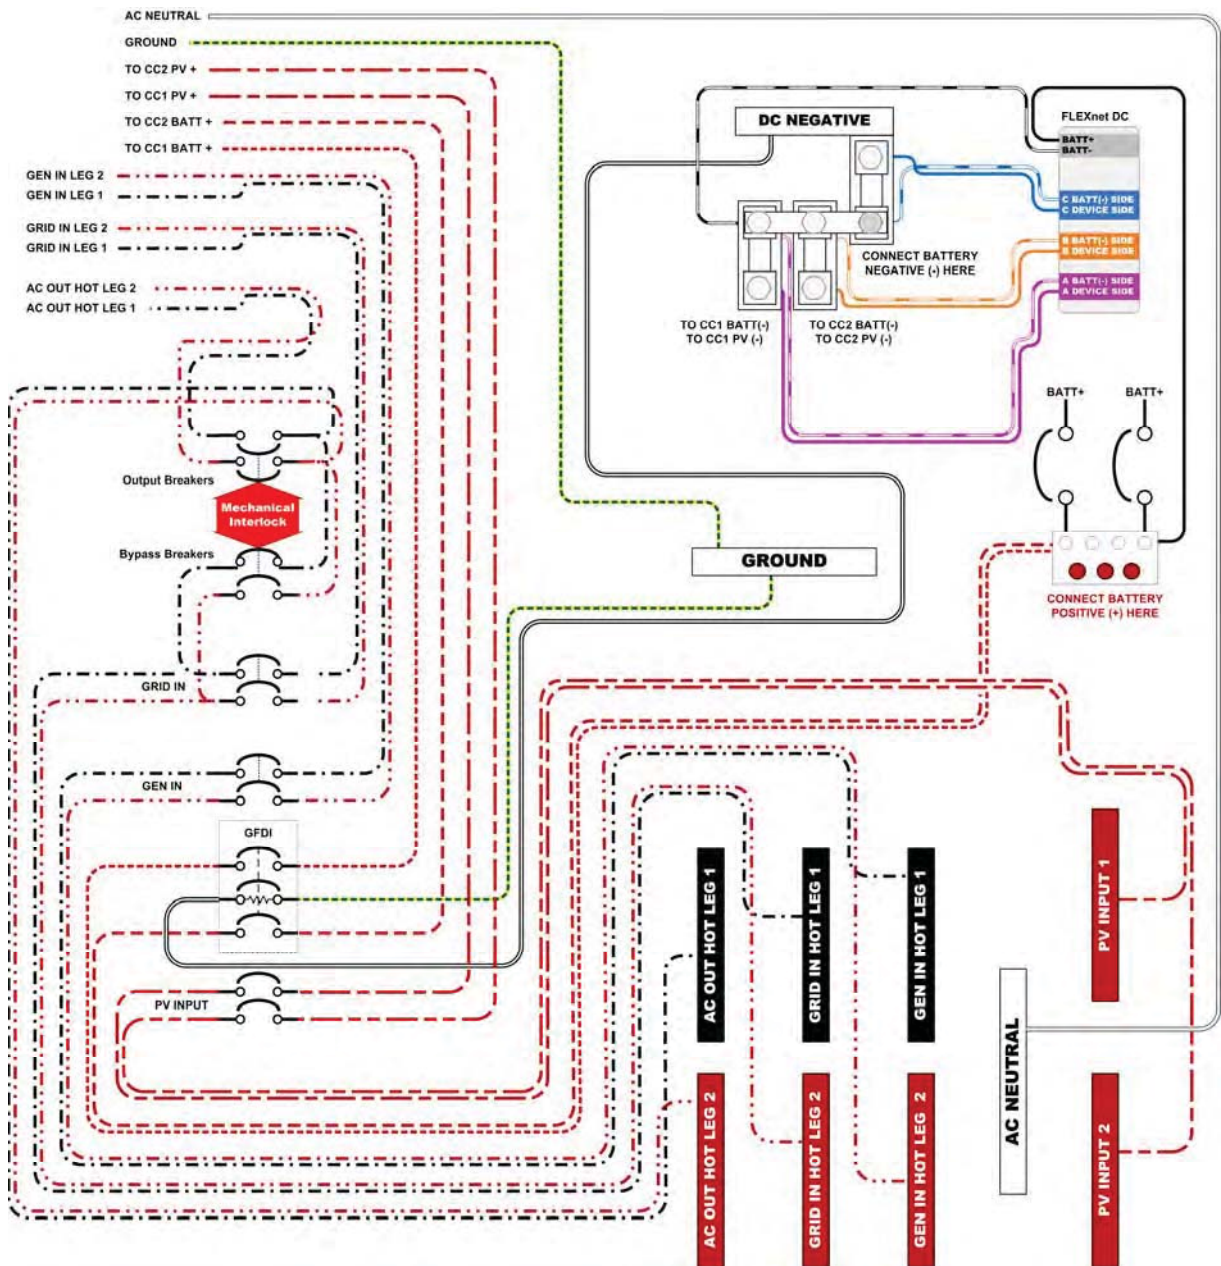 AC NEUTRAL
GROUND
TO CC2 PV +
TO CC1 PV +
TO CC2 BATT +
TO CC1 BATT +
GEN IN LEG 2
GEN IN LEG 1
GRID IN LEG 2
GRID IN LEG 1
AC OUT HOT LEG 2
AC OUT HOT LEG 1
DC NEGATIVE
FLEXnet DC
BATT+
BATT-
C BATT(-) SIDE
C DEVICE SIDE
B BATT(-) SIDE
B DEVICE SIDE
A BATT(-) SIDE
A DEVICE SIDE
CONNECT BATTERY
NEGATIVE (-) HERE
TO CC1 BATT(-)
TO CC1 PV (-)
TO CC2 BATT(-)
TO CC2 PV (-)
BATT+
BATT+
Output Breakers
Mechanical
Interlock
Bypass Breakers
GROUND
CONNECT BATTERY
POSITIVE (+) HERE
GRID IN
GEN IN
GFDI
PV INPUT
AC OUT HOT LEG 1
GRID IN HOT LEG 1
GEN IN HOT LEG 1
PV INPUT 1
AC NEUTRAL
AC OUT HOT LEG 2
GRID IN HOT LEG 2
GEN IN HOT LEG 2
PV INPUT 2